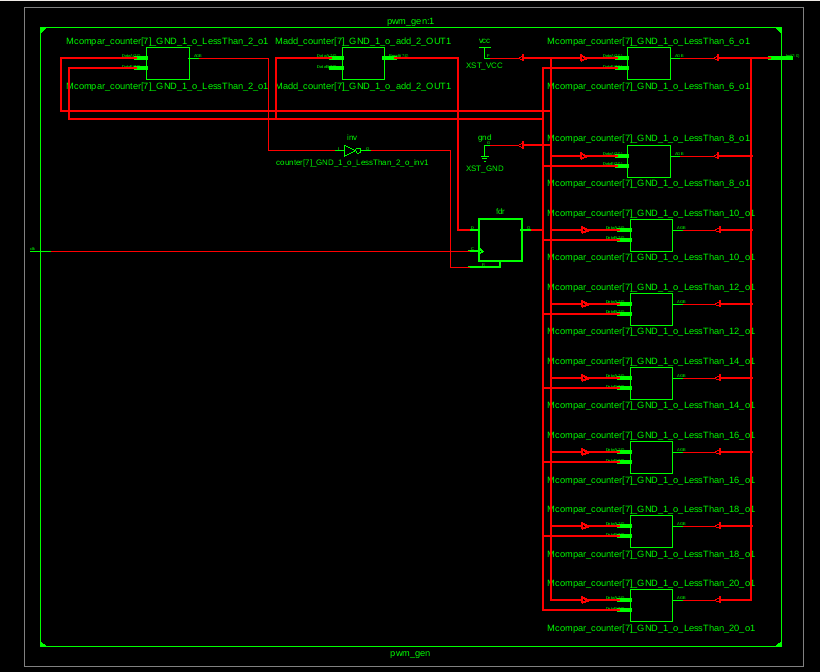 pwm_gen:1
Mcompar_counter[7]_GND_1_o_LessThan_2_o1
Madd_counter[7]_GND_1_o_add_2_OUT1
VCC
Mcompar_counter[7]_GND_1_o_LessThan_6_o1
XST_VCC
Mcompar_counter[7]_GND_1_o_LessThan_2_o1
Madd_counter[7]_GND_1_o_add_2_OUT1
Mcompar_counter[7]_GND_1_o_LessThan_6_o1
inv
gnd
Mcompar_counter[7]_GND_1_o_LessThan_8_o1
counter[7]_GND_1_o_LessThan_2_o_inv1
XST_GND
Mcompar_counter[7]_GND_1_o_LessThan_8_o1
fdr
Mcompar_counter[7]_GND_1_o_LessThan_10_o1
Mcompar_counter[7]_GND_1_o_LessThan_10_o1
Mcompar_counter[7]_GND_1_o_LessThan_12_o1
Mcompar_counter[7]_GND_1_o_LessThan_12_o1
Mcompar_counter[7]_GND_1_o_LessThan_14_o1
Mcompar_counter[7]_GND_1_o_LessThan_14_o1
Mcompar_counter[7]_GND_1_o_LessThan_16_o1
Mcompar_counter[7]_GND_1_o_LessThan_16_o1
Mcompar_counter[7]_GND_1_o_LessThan_18_o1
Mcompar_counter[7]_GND_1_o_LessThan_18_o1
Mcompar_counter[7]_GND_1_o_LessThan_20_o1
Mcompar_counter[7]_GND_1_o_LessThan_20_o1
pwm_gen